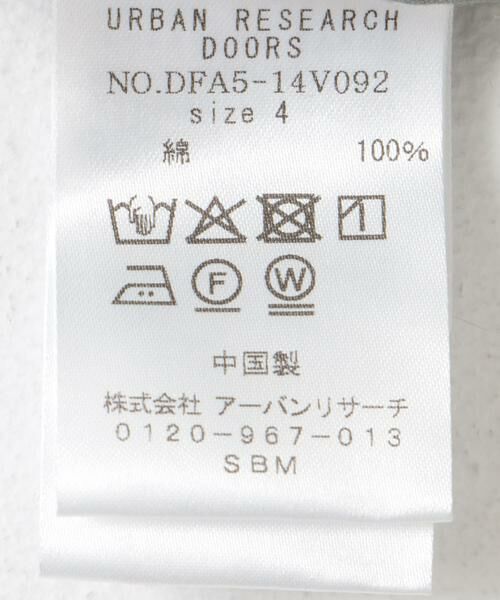 URBAN RESEARCH
DOORS
NO.DFA5-14V092
size 4
綿 100%
F W
中国製
株式会社 アーバンリサーチ
0120-967-013
SBM